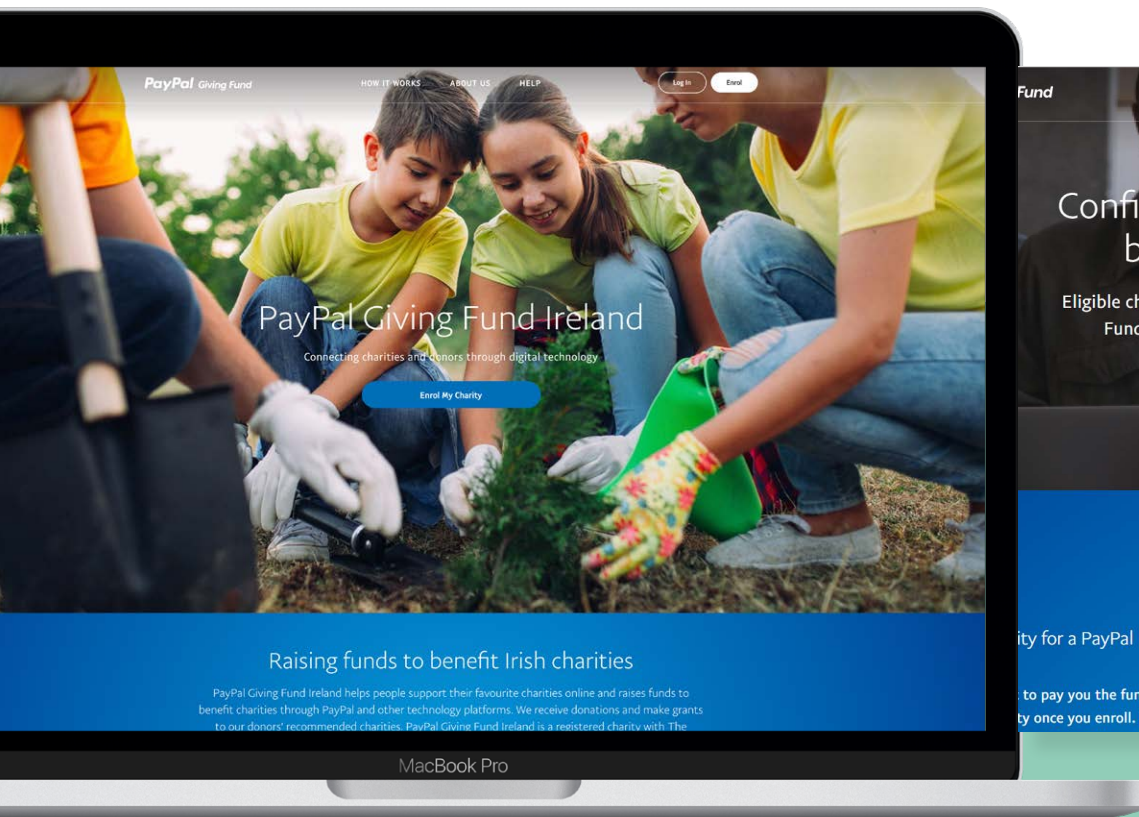 PayPal Giving Fund
HOW IT WORKS ABOUT US HELP
Log In Enrol
PayPal Giving Fund Ireland
Connecting charities and donors through digital technology
Enrol My Charity
Raising funds to benefit Irish charities
PayPal Giving Fund Ireland helps people support their favourite charities online and raises funds to
benefit charities through PayPal and other technology platforms. We receive donations and make grants
to our donors' recommended charities. PayPal Giving Fund Ireland is a registered charity with The
MacBook Pro
Fund
Confi
b
Eligible ch
Fund
ity for a PayPal
to pay you the fun
ty once you enroll.